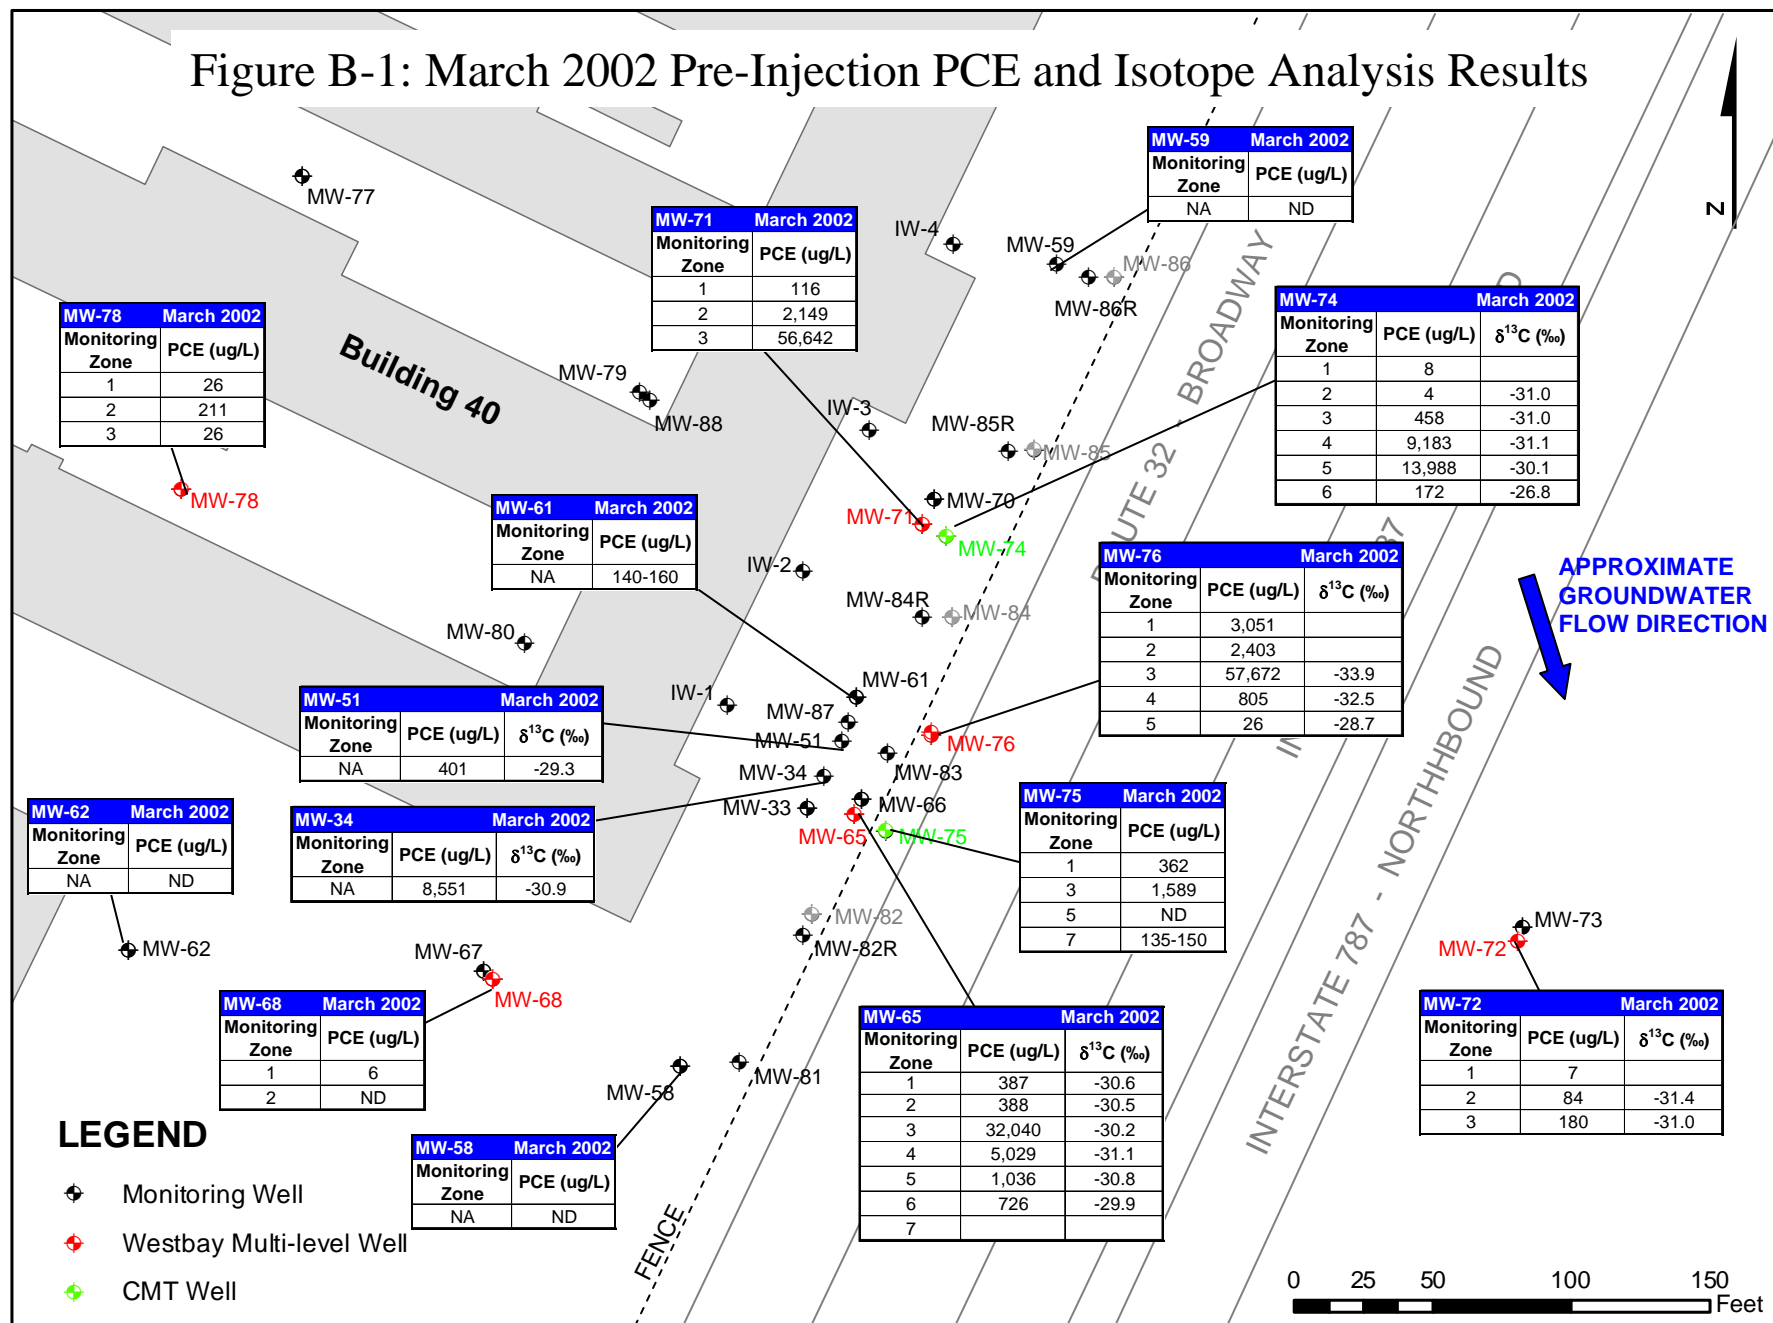 Figure B-1: March 2002 Pre-Injection PCE and Isotope Analysis Results
MW-59 March 2002
Monitoring Zone PCE (ug/L)
NA ND
MW-77
MW-71 March 2002
Monitoring Zone PCE (ug/L)
1 116
2 2,149
3 56,642
IW-4
MW-59
MW-86
MW-86R
N
MW-74 March 2002
Monitoring Zone PCE (ug/L) δ13C (‰)
1 8
2 4 -31.0
3 458 -31.0
4 9,183 -31.1
5 13,988 -30.1
6 172 -26.8
MW-78 March 2002
Monitoring Zone PCE (ug/L)
1 26
2 211
3 26
Building 40
MW-79
MW-88
IW-3
MW-85R
MW-85
MW-78
MW-61 March 2002
Monitoring Zone PCE (ug/L)
NA 140-160
MW-70
MW-71
MW-74
IW-2
MW-84R
MW-84
MW-76 March 2002
Monitoring Zone PCE (ug/L) δ13C (‰)
1 3,051
2 2,403
3 57,672 -33.9
4 805 -32.5
5 26 -28.7
APPROXIMATE
GROUNDWATER
FLOW DIRECTION
MW-80
MW-51 March 2002
Monitoring Zone PCE (ug/L) δ13C (‰)
NA 401 -29.3
IW-1
MW-61
MW-87
MW-51
MW-76
MW-83
MW-34
MW-33
MW-66
MW-65
MW-75
MW-62 March 2002
Monitoring Zone PCE (ug/L)
NA ND
MW-34 March 2002
Monitoring Zone PCE (ug/L) δ13C (‰)
NA 8,551 -30.9
MW-75 March 2002
Monitoring Zone PCE (ug/L)
1 362
3 1,589
5 ND
7 135-150
MW-82
MW-82R
MW-62
MW-67
MW-68
MW-73
MW-72
MW-68 March 2002
Monitoring Zone PCE (ug/L)
1 6
2 ND
MW-65 March 2002
Monitoring Zone PCE (ug/L) δ13C (‰)
1 387 -30.6
2 388 -30.5
3 32,040 -30.2
4 5,029 -31.1
5 1,036 -30.8
6 726 -29.9
7
MW-72 March 2002
Monitoring Zone PCE (ug/L) δ13C (‰)
1 7
2 84 -31.4
3 180 -31.0
MW-58
MW-81
MW-58 March 2002
Monitoring Zone PCE (ug/L)
NA ND
32 - BROADWAY
INTERSTATE 787 - NORTHHBOUND
FENCE
LEGEND
Monitoring Well
Westbay Multi-level Well
CMT Well
0 25 50 100 150
Feet